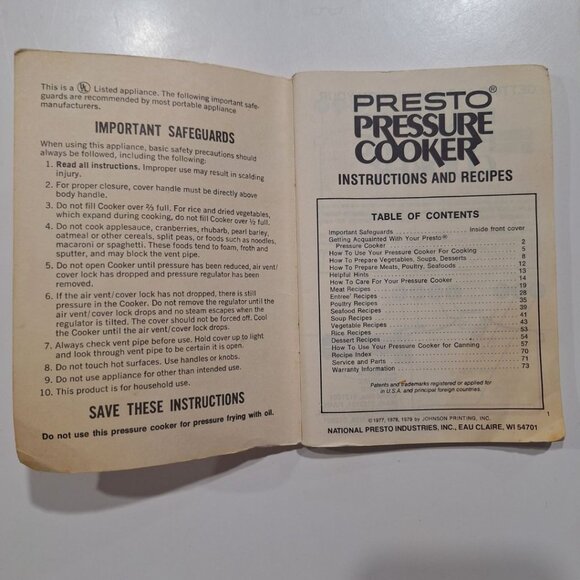 This is a UL Listed appliance. The following important safe-
guards are recommended by most portable appliance
manufacturers.
IMPORTANT SAFEGUARDS
When using this appliance, basic safety precautions should
always be followed, including the following:
1. Read all instructions. Improper use may result in scalding
injury.
2. For proper closure, cover handle must be directly above
body handle.
3. Do not fill Cooker over ⅔ full. For rice and dried vegetables,
which expand during cooking, do not fill Cooker over ½ full.
4. Do not cook applesauce, cranberries, rhubarb, pearl barley,
oatmeal or other cereals, split peas, or foods such as noodles,
macaroni or spaghetti. These foods tend to foam, froth and
sputter, and may block the vent pipe.
5. Do not open Cooker until pressure has been reduced, air vent/
cover lock has dropped and pressure regulator has been
removed.
6. If the air vent/cover lock has not dropped, there is still
pressure in the Cooker. Do not remove the regulator until the
air vent/cover lock drops and no steam escapes when the
regulator is tilted. The cover should not be forced off. Cool
the Cooker until the air vent/cover lock drops.
7. Always check vent pipe before use. Hold cover up to light
and look through vent pipe to be certain it is open.
8. Do not touch hot surfaces. Use handles or knobs.
9. Do not use appliance for other than intended use.
10. This product is for household use.
SAVE THESE INSTRUCTIONS
Do not use this pressure cooker for pressure frying with oil.
PRESTO®
PRESSURE
COOKER
INSTRUCTIONS AND RECIPES
TABLE OF CONTENTS
Important Safeguards Inside front cover
Getting Acquainted With Your Presto®
Pressure Cooker 2
How To Use Your Pressure Cooker For Cooking 5
How To Prepare Vegetables, Soups, Desserts 8
How To Prepare Meats, Poultry, Seafoods 12
Helpful Hints 13
How To Care For Your Pressure Cooker 14
Meat Recipes 19
Entree' Recipes 28
Poultry Recipes 35
Seafood Recipes 39
Soup Recipes 41
Vegetable Recipes 43
Rice Recipes 53
Dessert Recipes 54
How To Use Your Pressure Cooker for Canning 57
Recipe Index 70
Service and Parts 71
Warranty Information 73
Patents and trademarks registered or applied for
in U.S.A. and principal foreign countries.
©1977, 1978, 1979 by JOHNSON PRINTING, INC. 1
NATIONAL PRESTO INDUSTRIES, INC., EAU CLAIRE, WI 54701